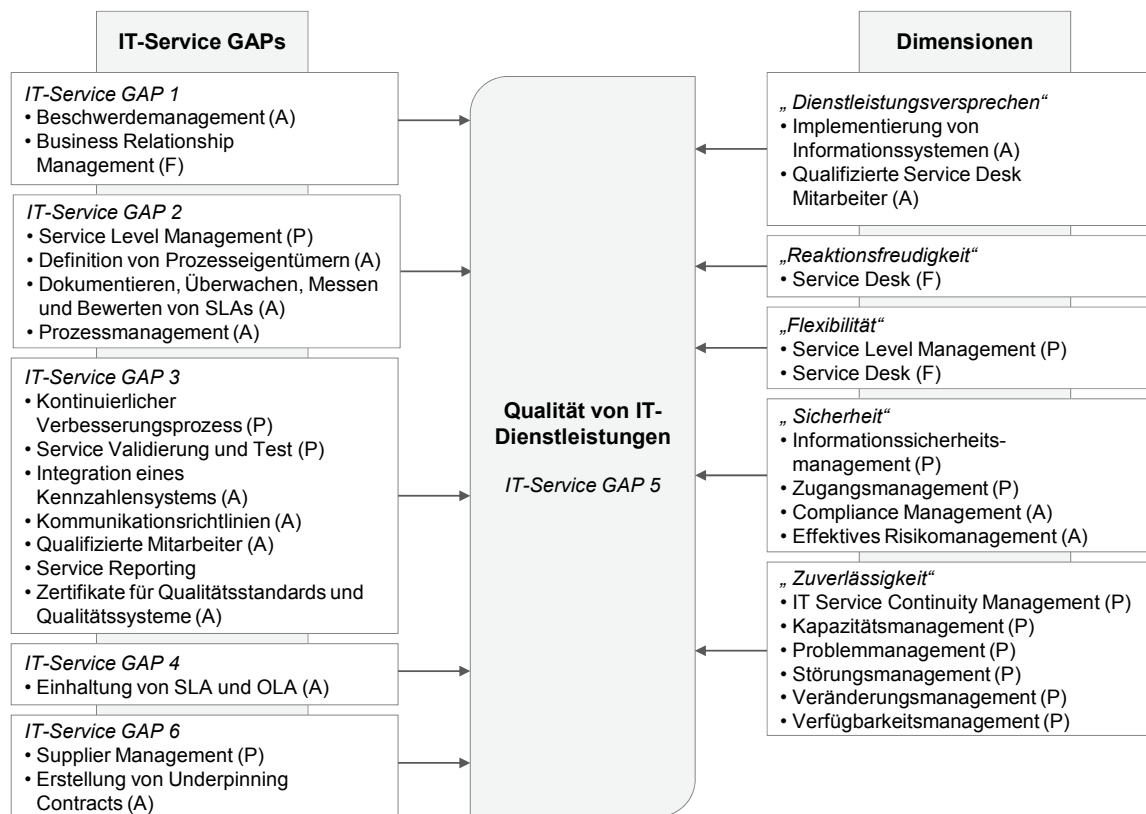 IT-Service GAPs
IT-Service GAP 1
• Beschwerdemanagement (A)
• Business Relationship
Management (F)
IT-Service GAP 2
• Service Level Management (P)
• Definition von Prozesseigentümern (A)
• Dokumentieren, Überwachen, Messen
und Bewerten von SLAs (A)
• Prozessmanagement (A)
IT-Service GAP 3
• Kontinuierlicher
Verbesserungsprozess (P)
• Service Validierung und Test (P)
• Integration eines
Kennzahlensystems (A)
• Kommunikationsrichtlinien (A)
• Qualifizierte Mitarbeiter (A)
• Service Reporting
• Zertifikate für Qualitätsstandards und
Qualitätssysteme (A)
IT-Service GAP 4
• Einhaltung von SLA und OLA (A)
IT-Service GAP 6
• Supplier Management (P)
• Erstellung von Underpinning
Contracts (A)
Qualität von IT-
Dienstleistungen
IT-Service GAP 5
Dimensionen
„ Dienstleistungsversprechen“
• Implementierung von
Informationssystemen (A)
• Qualifizierte Service Desk
Mitarbeiter (A)
„Reaktionsfreudigkeit“
• Service Desk (F)
„Flexibilität“
• Service Level Management (P)
• Service Desk (F)
„ Sicherheit“
• Informationssicherheits-
management (P)
• Zugangsmanagement (P)
• Compliance Management (A)
• Effektives Risikomanagement (A)
„ Zuverlässigkeit“
• IT Service Continuity Management (P)
• Kapazitätsmanagement (P)
• Problemmanagement (P)
• Störungsmanagement (P)
• Veränderungsmanagement (P)
• Verfügbarkeitsmanagement (P)